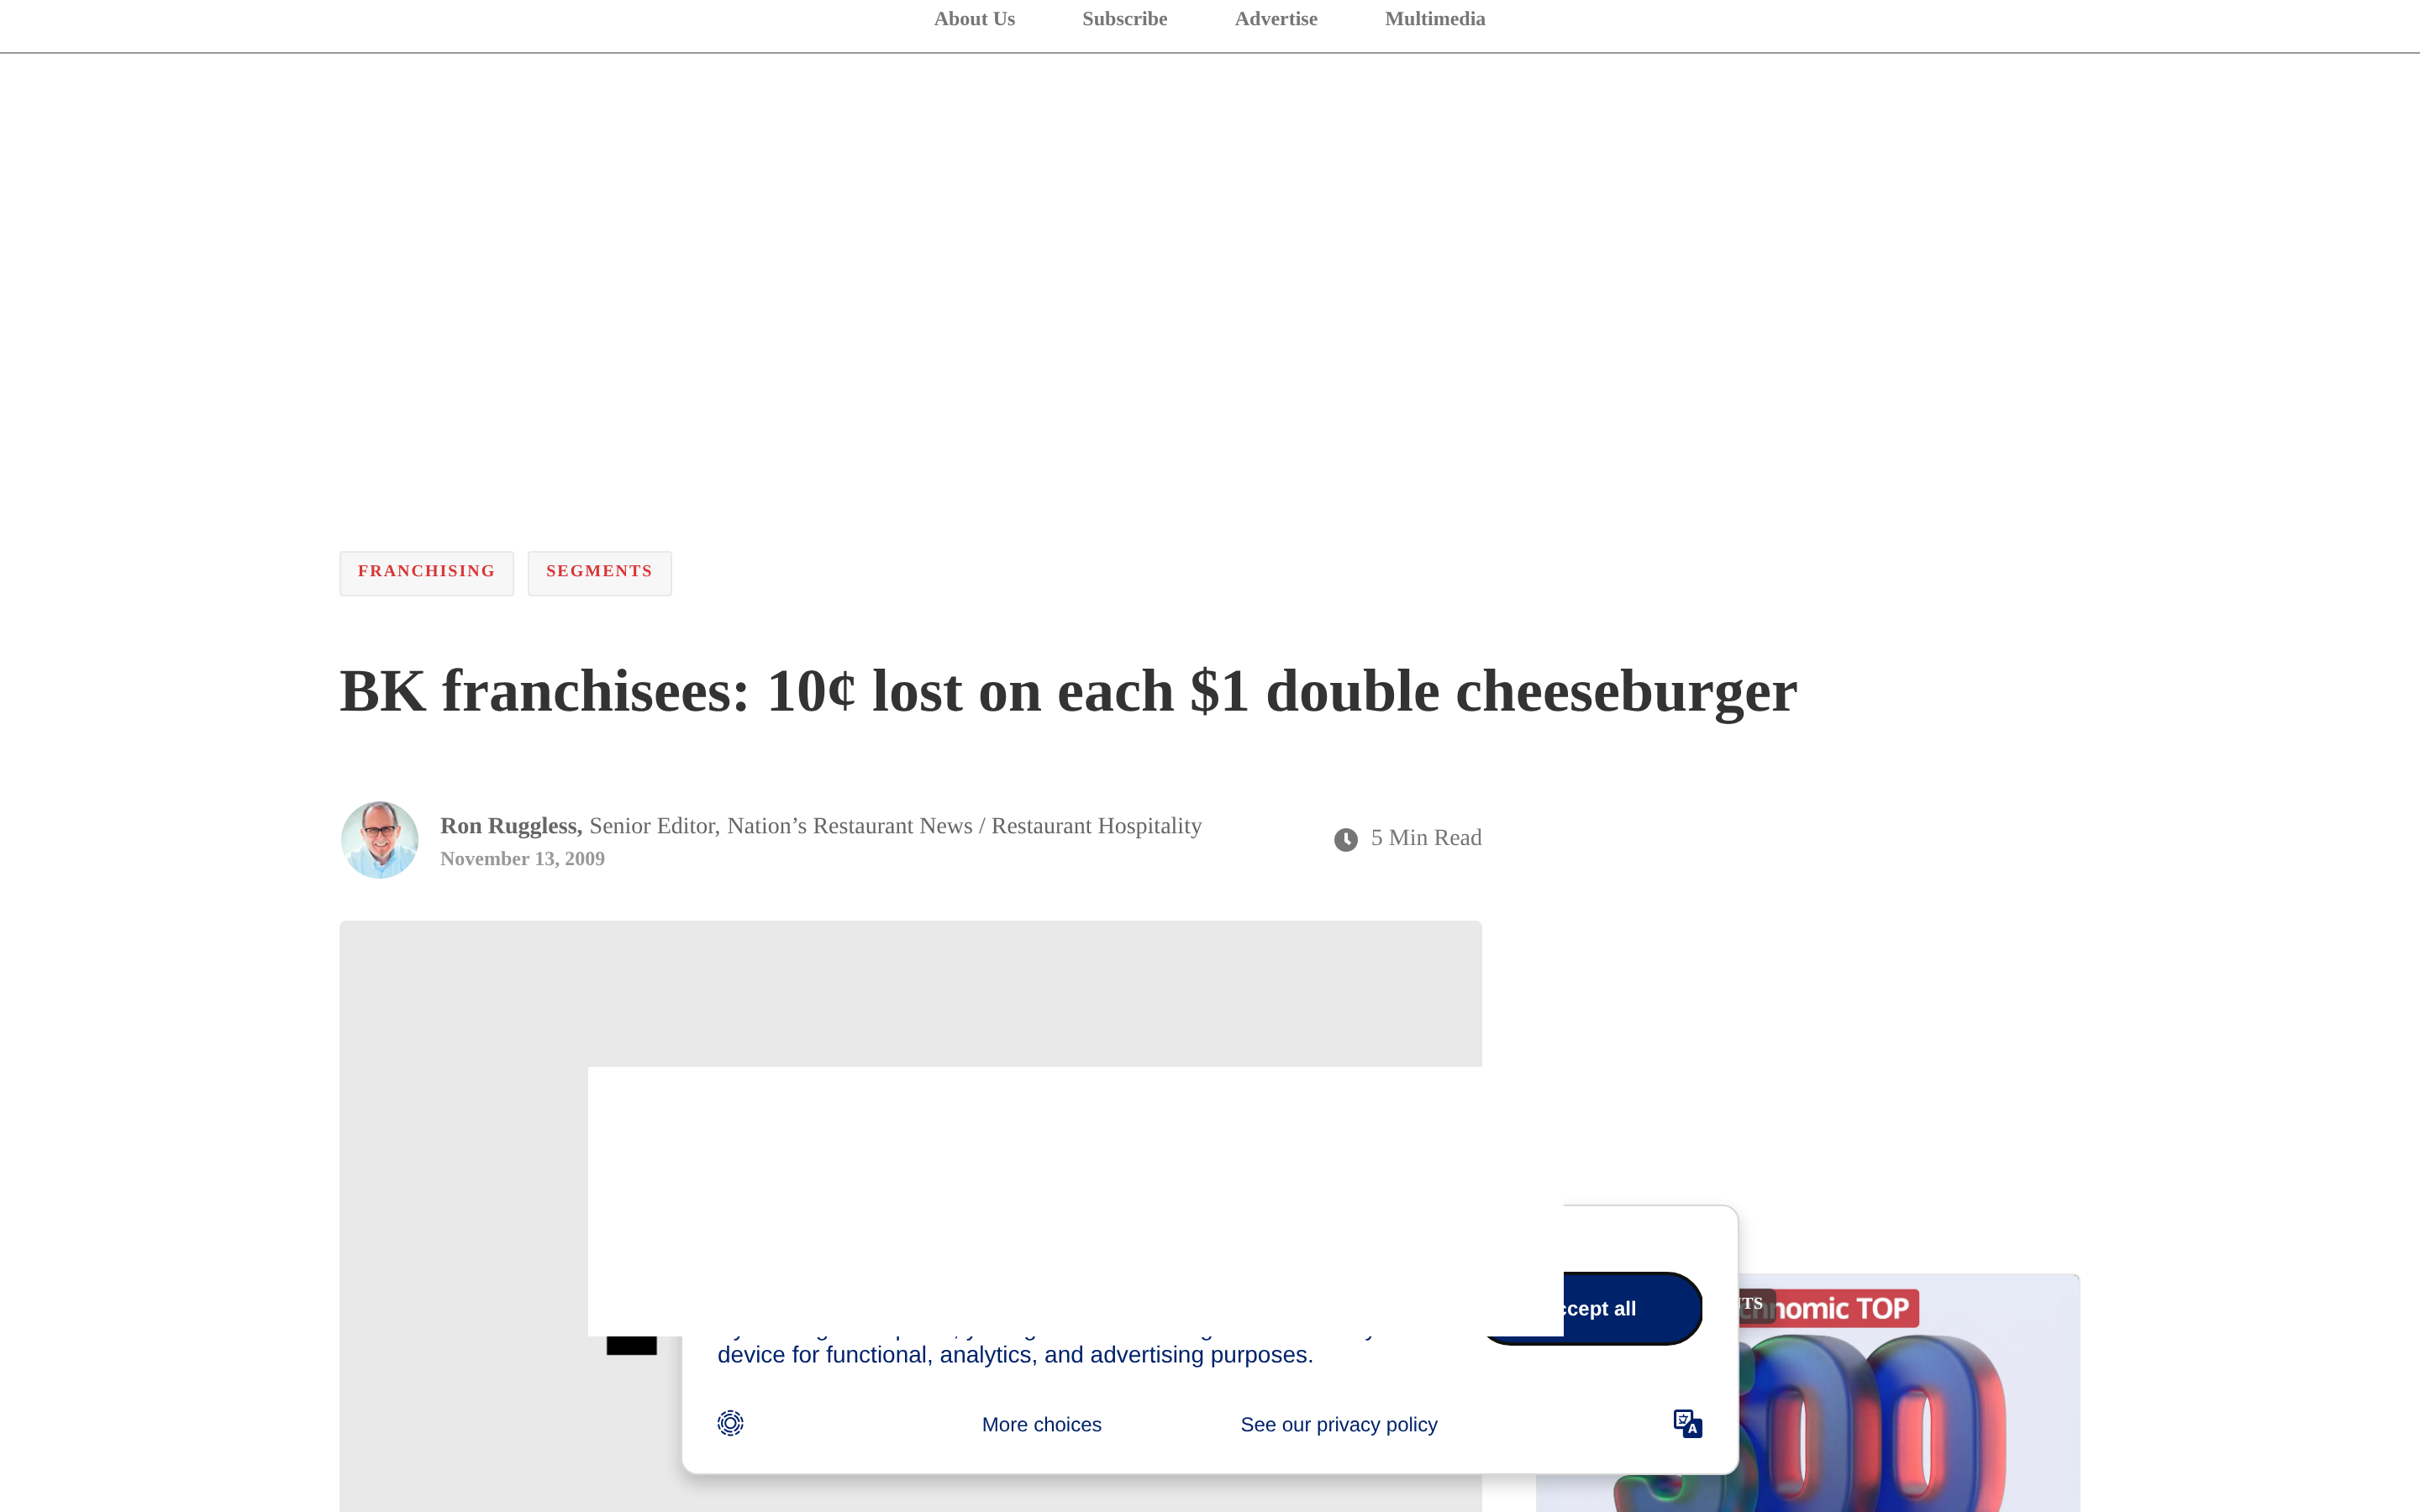 About Us Subscribe Advertise Multimedia
FRANCHISING SEGMENTS
BK franchisees: 10¢ lost on each $1 double cheeseburger
Ron Ruggless, Senior Editor, Nation’s Restaurant News / Restaurant Hospitality
November 13, 2009
5 Min Read
device for functional, analytics, and advertising purposes.
More choices See our privacy policy
TOP
500